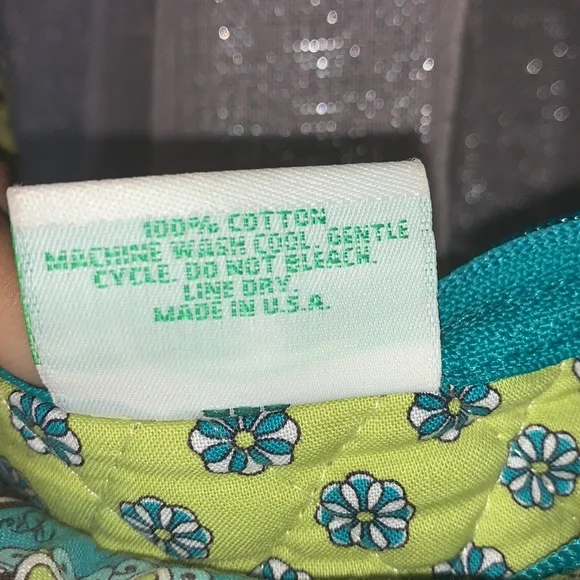 100% COTTON
MACHINE WASH COOL, GENTLE
CYCLE. DO NOT BLEACH.
LINE DRY.
MADE IN U.S.A.